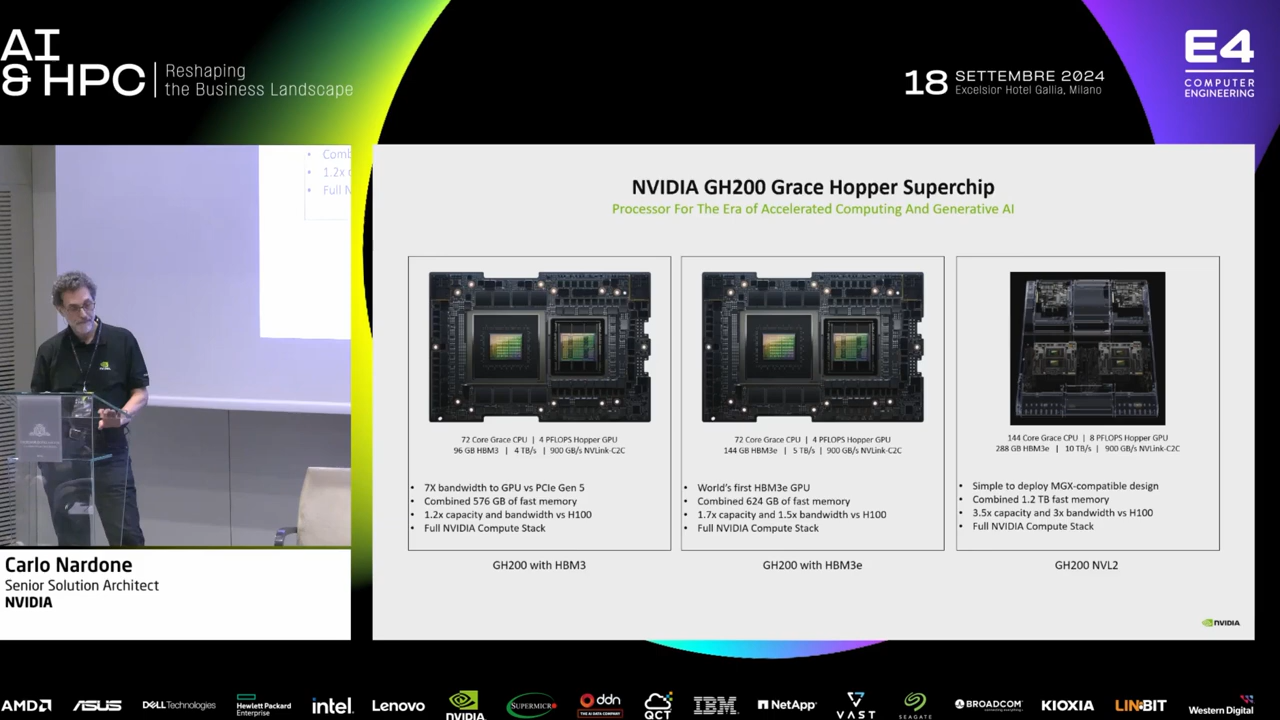 AI
& HPC
Reshaping
the Business Landscape
18 SETTEMBRE 2024
Excelsior Hotel Gallia, Milano
E4
COMPUTER
ENGINEERING
• Comb
• 1.2x c
• Full N
Carlo Nardone
Senior Solution Architect
NVIDIA
NVIDIA GH200 Grace Hopper Superchip
Processor For The Era of Accelerated Computing And Generative AI
72 Core Grace CPU | 4 PFLOPS Hopper GPU
96 GB HBM3 | 4 TB/s | 900 GB/s NVLink-C2C
• 7X bandwidth to GPU vs PCIe Gen 5
• Combined 576 GB of fast memory
• 1.2x capacity and bandwidth vs H100
• Full NVIDIA Compute Stack
GH200 with HBM3
72 Core Grace CPU | 4 PFLOPS Hopper GPU
144 GB HBM3e | 5 TB/s | 900 GB/s NVLink-C2C
• World's first HBM3e GPU
• Combined 624 GB of fast memory
• 1.7x capacity and 1.5x bandwidth vs H100
• Full NVIDIA Compute Stack
GH200 with HBM3e
144 Core Grace CPU | 8 PFLOPS Hopper GPU
288 GB HBM3e | 10 TB/s | 900 GB/s NVLink-C2C
• Simple to deploy MGX-compatible design
• Combined 1.2 TB fast memory
• 3.5x capacity and 3x bandwidth vs H100
• Full NVIDIA Compute Stack
GH200 NVL2
NVIDIA
AMD
ASUS
DELL Technologies
Hewlett Packard
Enterprise
intel
Lenovo
NVIDIA
SUPERMICRO
ddn
THE AI DATA COMPANY
QCT
IBM
NetApp
VAST
SEAGATE
BROADCOM
KIOXIA
LINBIT
Western Digital